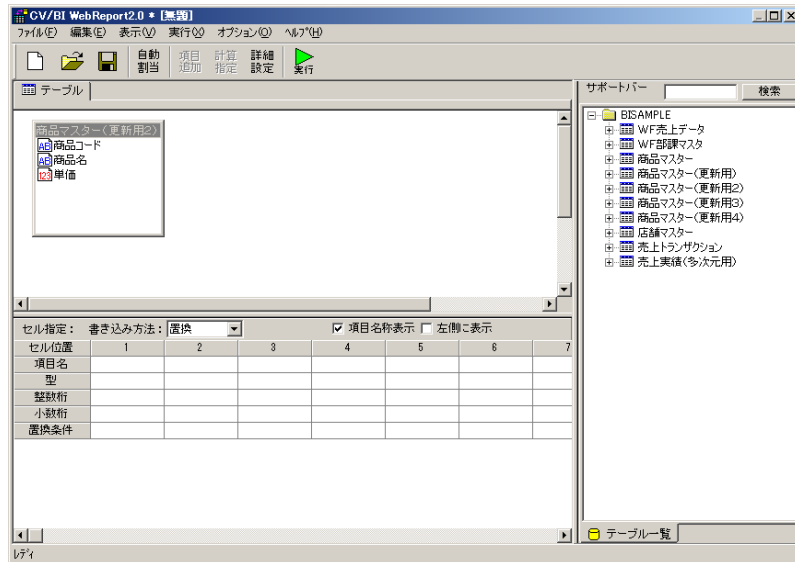 CV/BI WebReport2.0 * [無題]
ファイル(F) 編集(E) 表示(V) 実行(X) オプション(O) ヘルプ(H)
自動割当 項目追加 計算指定 詳細設定 実行
テーブル
サポートバー 検索
商品マスター(更新用2)
AB 商品コード
AB 商品名
123 単価
BISAMPLE
WF売上データ
WF部課マスタ
商品マスター
商品マスター(更新用)
商品マスター(更新用2)
商品マスター(更新用3)
商品マスター(更新用4)
店舗マスター
売上トランザクション
売上実績(多次元用)
セル指定: 書き込み方法: 置換 項目名称表示 左側に表示
セル位置 1 2 3 4 5 6 7
項目名
型
整数桁
小数桁
置換条件
テーブル一覧
レディ